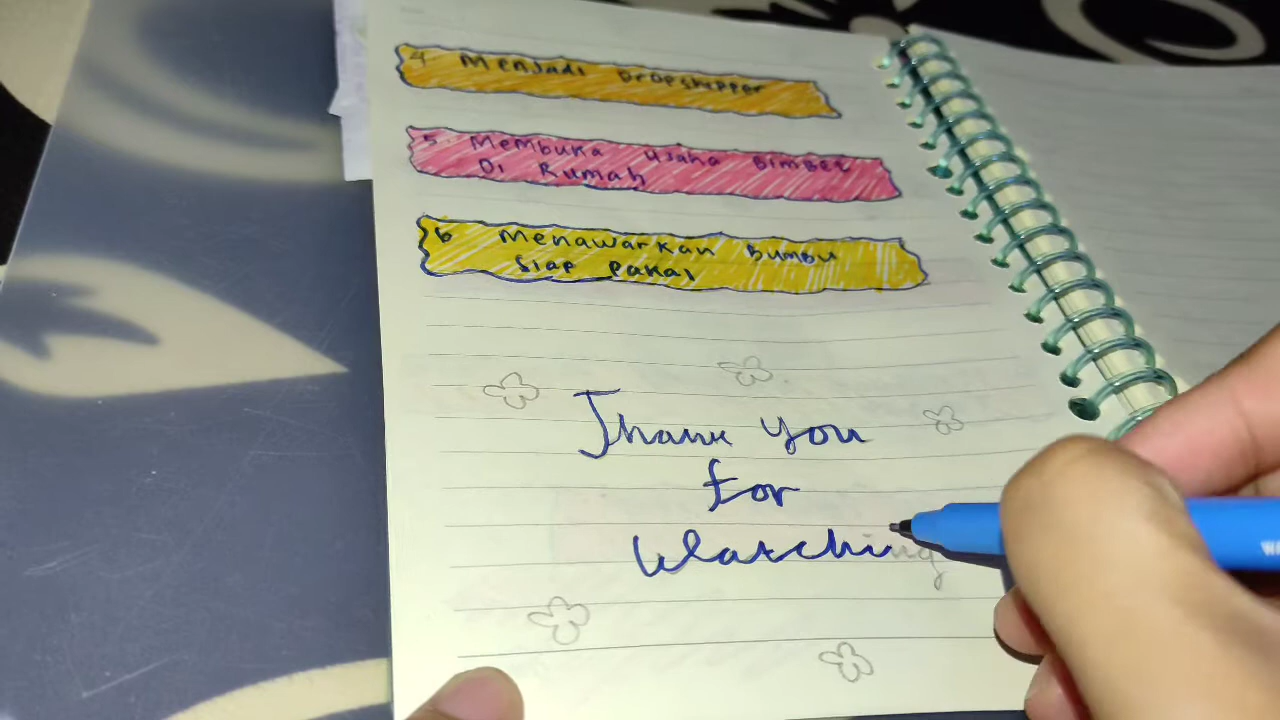 4 Menjadi Dropshipper
5. Membuka usaha Bimbel
Di Rumah
6 Menawarkan Bumbu
Siap Pakai
Thank you
For
Watching